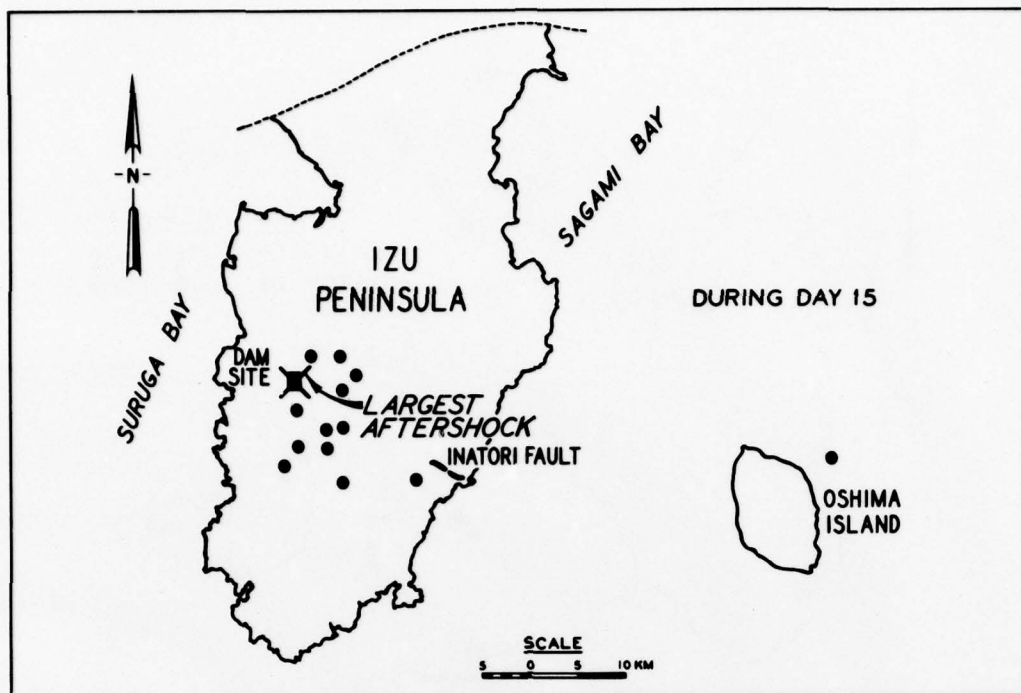 -N-
SURUGA BAY
SAGAMI BAY
IZU
PENINSULA
DURING DAY 15
DAM
SITE
LARGEST
AFTERSHOCK
INATORI FAULT
OSHIMA
ISLAND
SCALE
5 0 5 10 KM